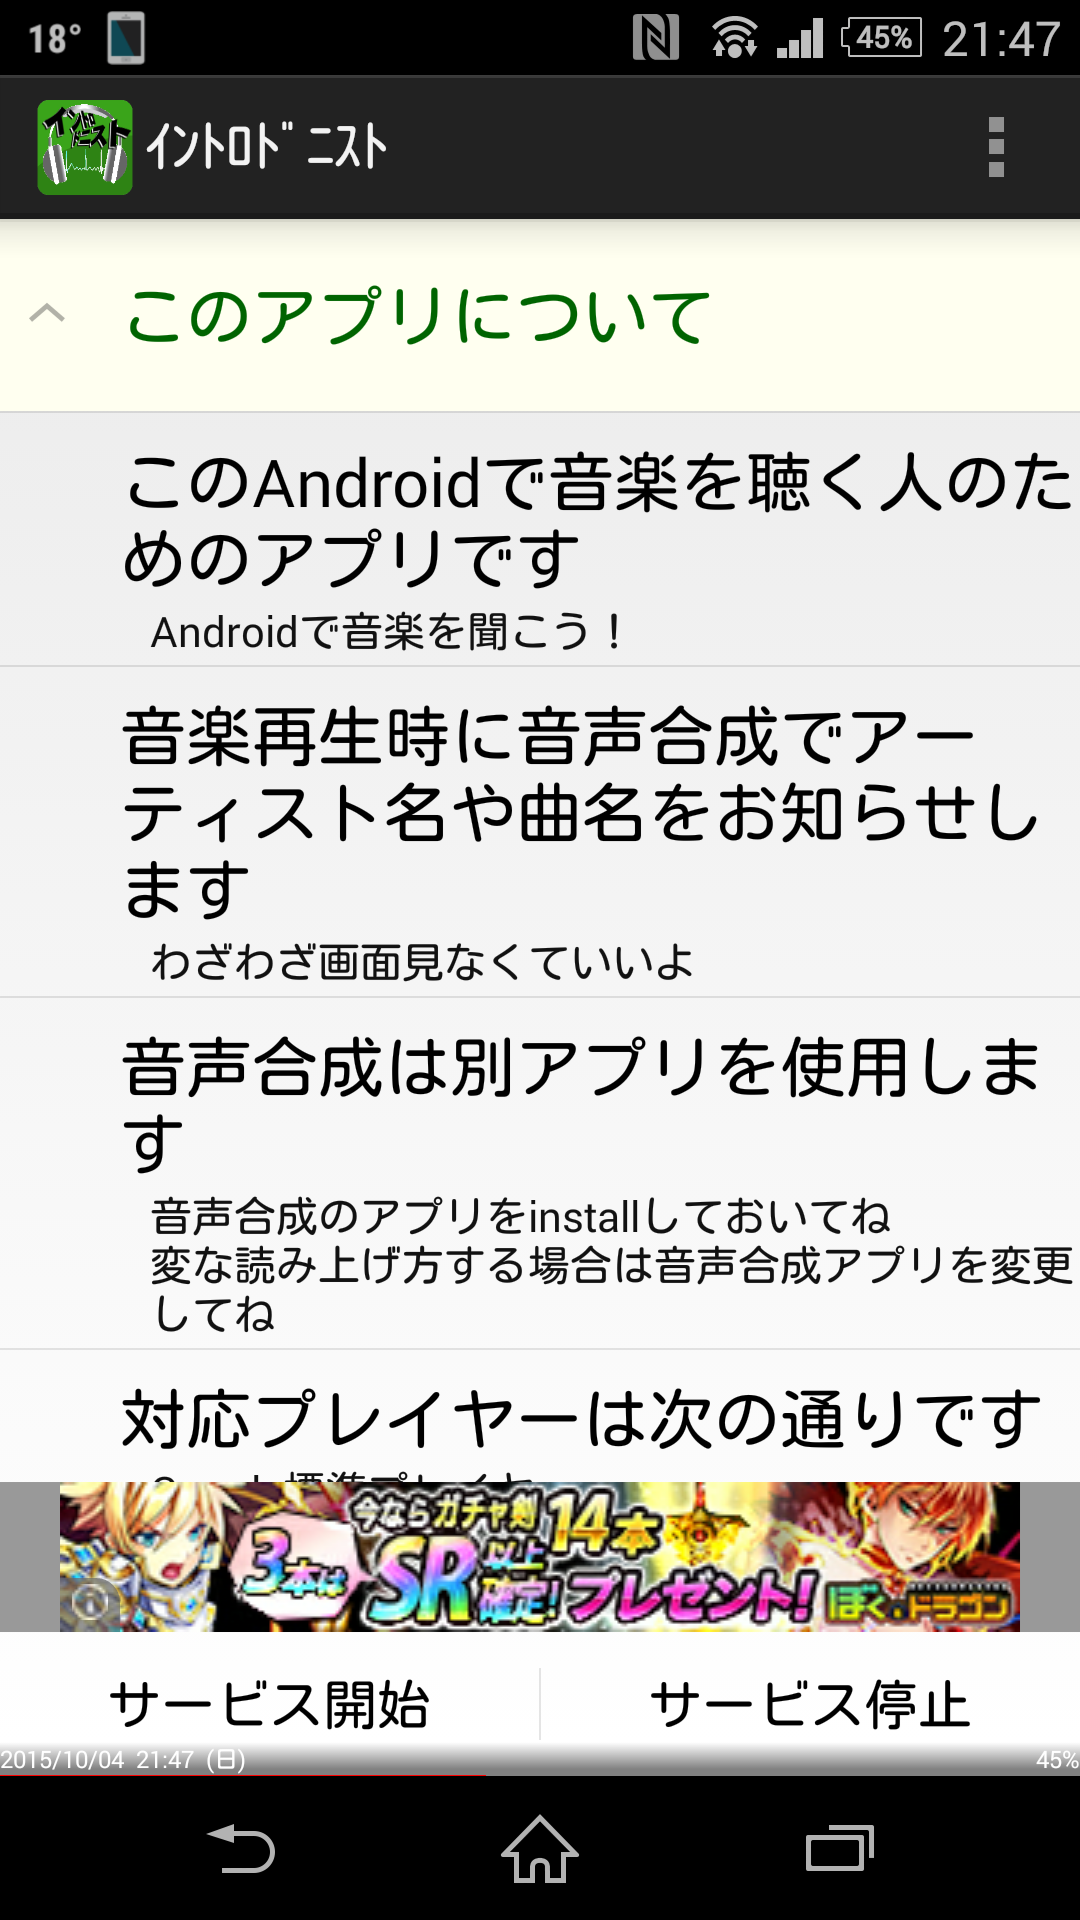 18°
45%
21:47
イントロドニスト
ｲﾝﾄﾛﾄﾞﾆｽﾄ
このアプリについて
このAndroidで音楽を聴く人のた
めのアプリです
Androidで音楽を聞こう！
音楽再生時に音声合成でアー
ティスト名や曲名をお知らせし
ます
わざわざ画面見なくていいよ
音声合成は別アプリを使用しま
す
音声合成のアプリをinstallしておいてね
変な読み上げ方する場合は音声合成アプリを変更
してね
対応プレイヤーは次の通りです
今ならガチャ剣14本
3本はSR以上確定!プレゼント!
ぼく・ドラゴン
サービス開始
サービス停止
2015/10/04 21:47 (日)
45%